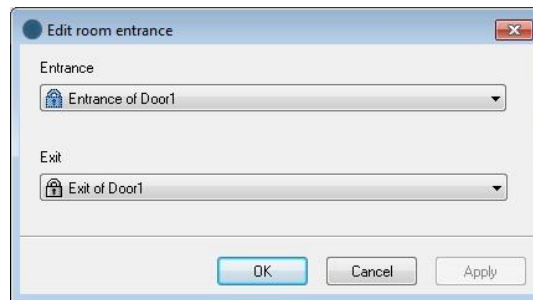 Edit room entrance
Entrance
Entrance of Door1
Exit
Exit of Door1
OK Cancel Apply